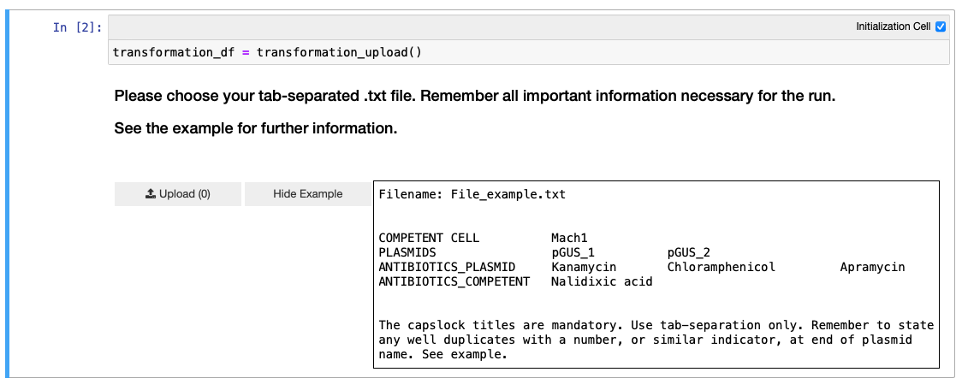 In [2]:
Initialization Cell
transformation_df = transformation_upload()
Please choose your tab-separated .txt file. Remember all important information necessary for the run.
See the example for further information.
Upload (0)
Hide Example
Filename: File_example.txt
COMPETENT CELL Mach1
PLASMIDS pGUS_1 pGUS_2
ANTIBIOTICS_PLASMID Kanamycin Chloramphenicol Apramycin
ANTIBIOTICS_COMPETENT Nalidixic acid
The capslock titles are mandatory. Use tab-separation only. Remember to state
any well duplicates with a number, or similar indicator, at end of plasmid
name. See example.